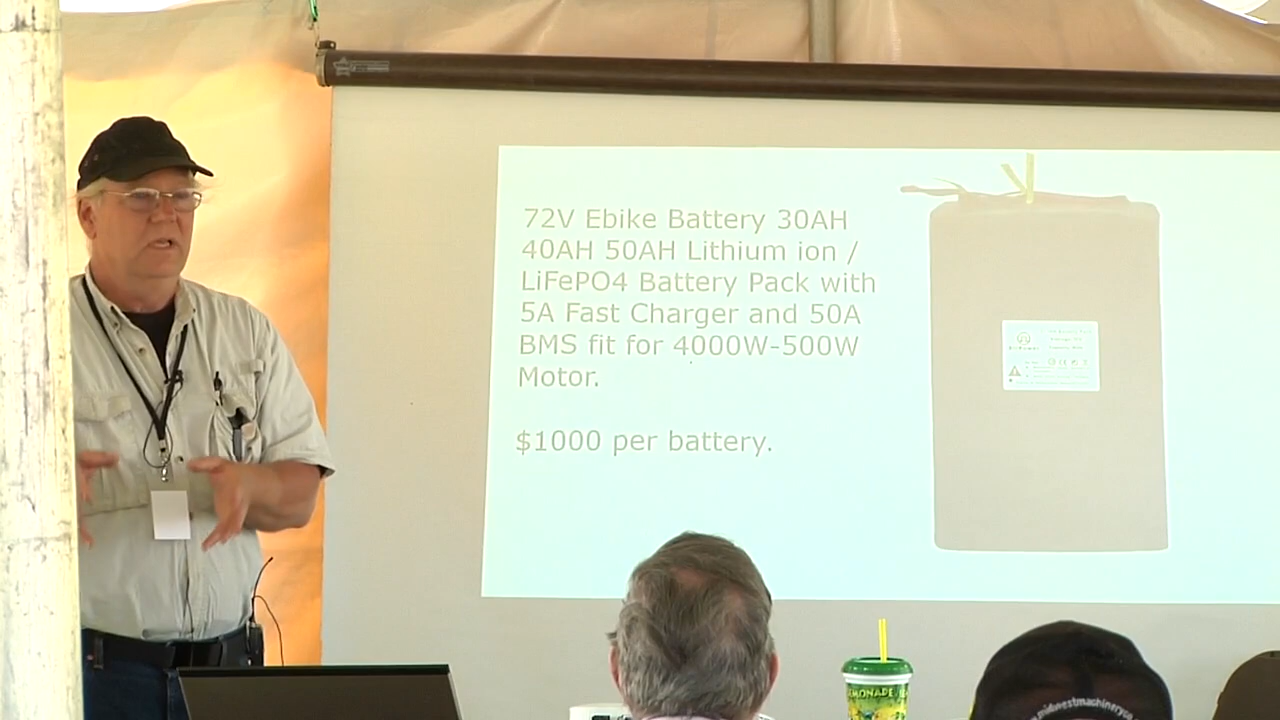 72V Ebike Battery 30AH
40AH 50AH Lithium ion /
LiFePO4 Battery Pack with
5A Fast Charger and 50A
BMS fit for 4000W-500W
Motor.
$1000 per battery.
LEMONADE